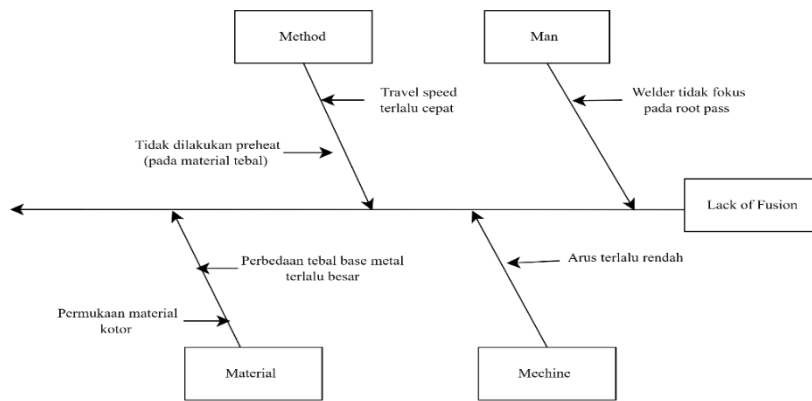 Method
Man
Travel speed
terlalu cepat
Welder tidak fokus
pada root pass
Tidak dilakukan preheat
(pada material tebal)
Lack of Fusion
Perbedaan tebal base metal
terlalu besar
Arus terlalu rendah
Permukaan material
kotor
Material
Mechine